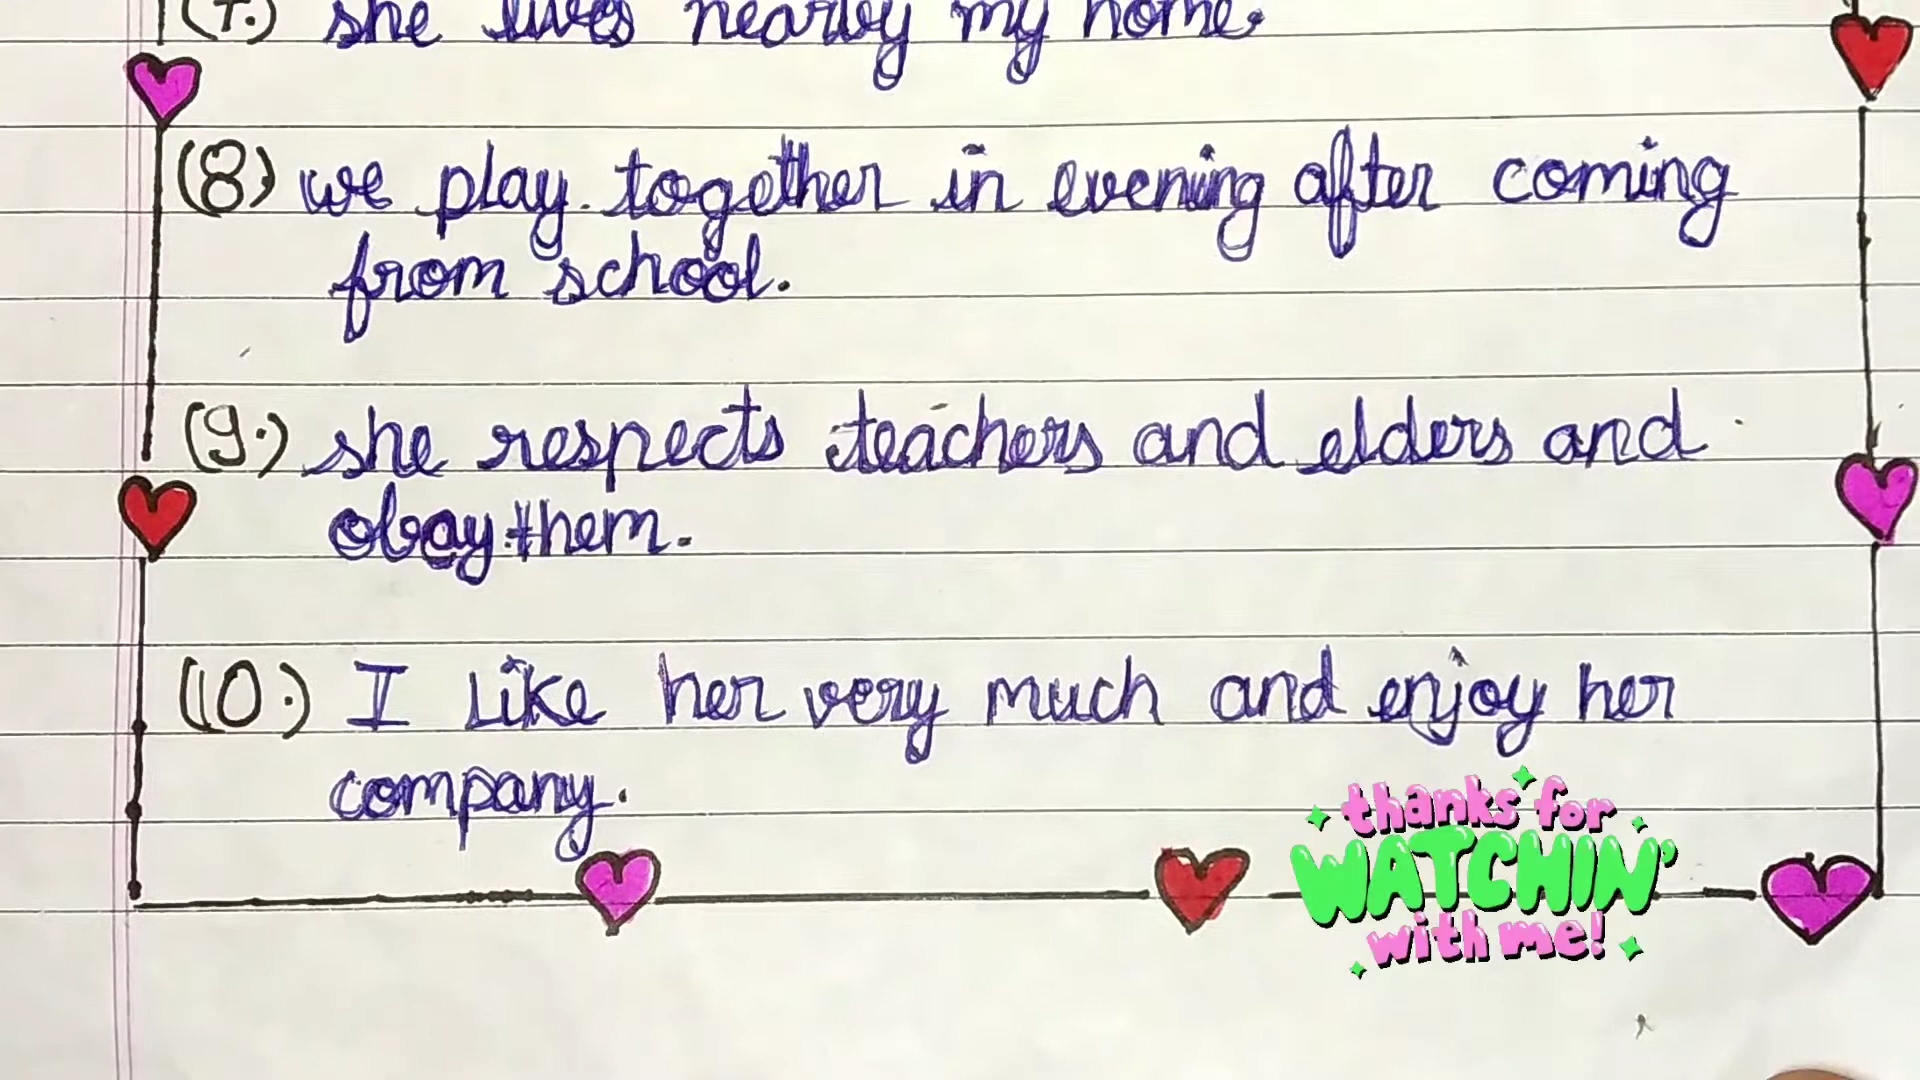 (7.) she lives nearby my home.
(8) we play together in evening after coming
from school.
(9.) she respects teachers and elders and
obey them.
(10.) I Like her very much and enjoy her
company.
thanks for
WATCHIN'
with me!